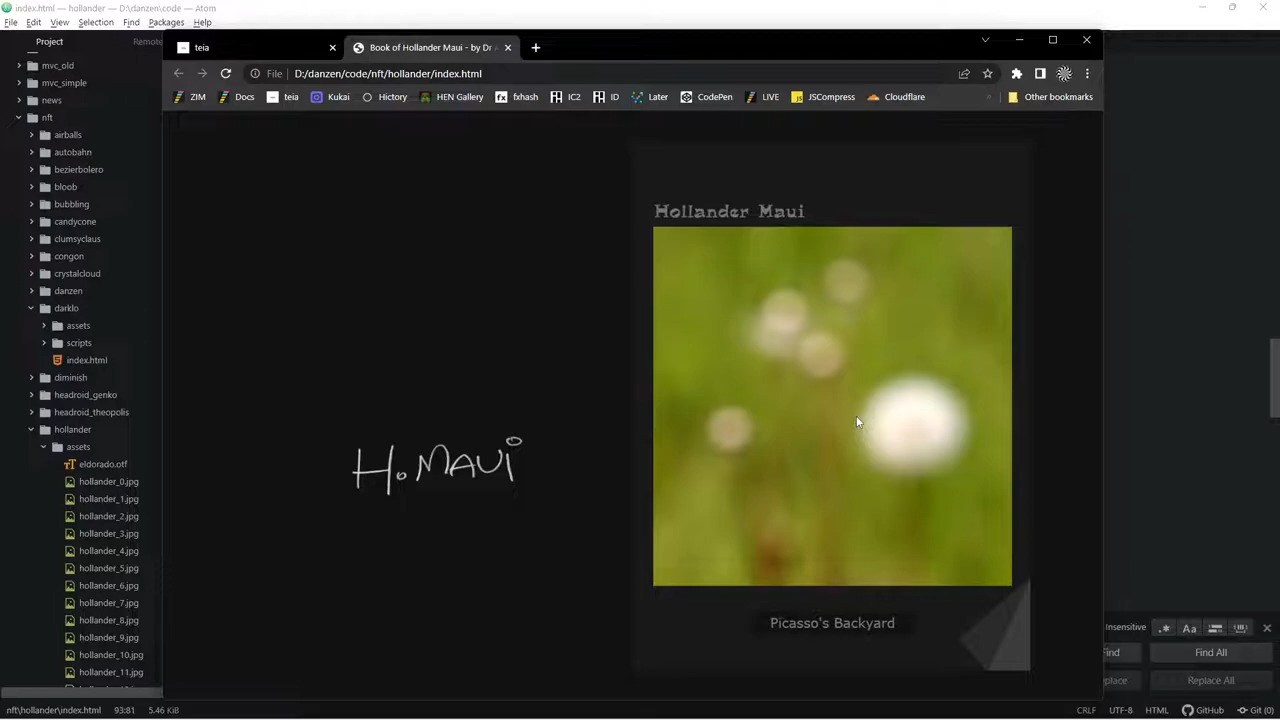 index.html — hollander — D:\danzen\code — Atom
File Edit View Selection Find Packages Help
Project
Remote
mvc_old
mvc_simple
news
nft
airballs
autobahn
bezierbolero
bloob
bubbling
candycone
clumsyclaus
congon
crystalcloud
danzen
darklo
assets
scripts
index.html
diminish
headroid_genko
headroid_theopolis
hollander
assets
eldorado.otf
hollander_0.jpg
hollander_1.jpg
hollander_2.jpg
hollander_3.jpg
hollander_4.jpg
hollander_5.jpg
hollander_6.jpg
hollander_7.jpg
hollander_8.jpg
hollander_9.jpg
hollander_10.jpg
hollander_11.jpg
teia
Book of Hollander Maui - by Dr
File D:/danzen/code/nft/hollander/index.html
ZIM Docs teia Kukai Hictory HEN Gallery fxhash IC2 ID Later CodePen LIVE JSCompress Cloudflare Other bookmarks
Hollander Maui
H.MAUi
Picasso's Backyard
Insensitive .* Aa
Find Find All
Replace All
nft\hollander\index.html 93:81 5.46 KiB CRLF UTF-8 HTML GitHub Git (0)